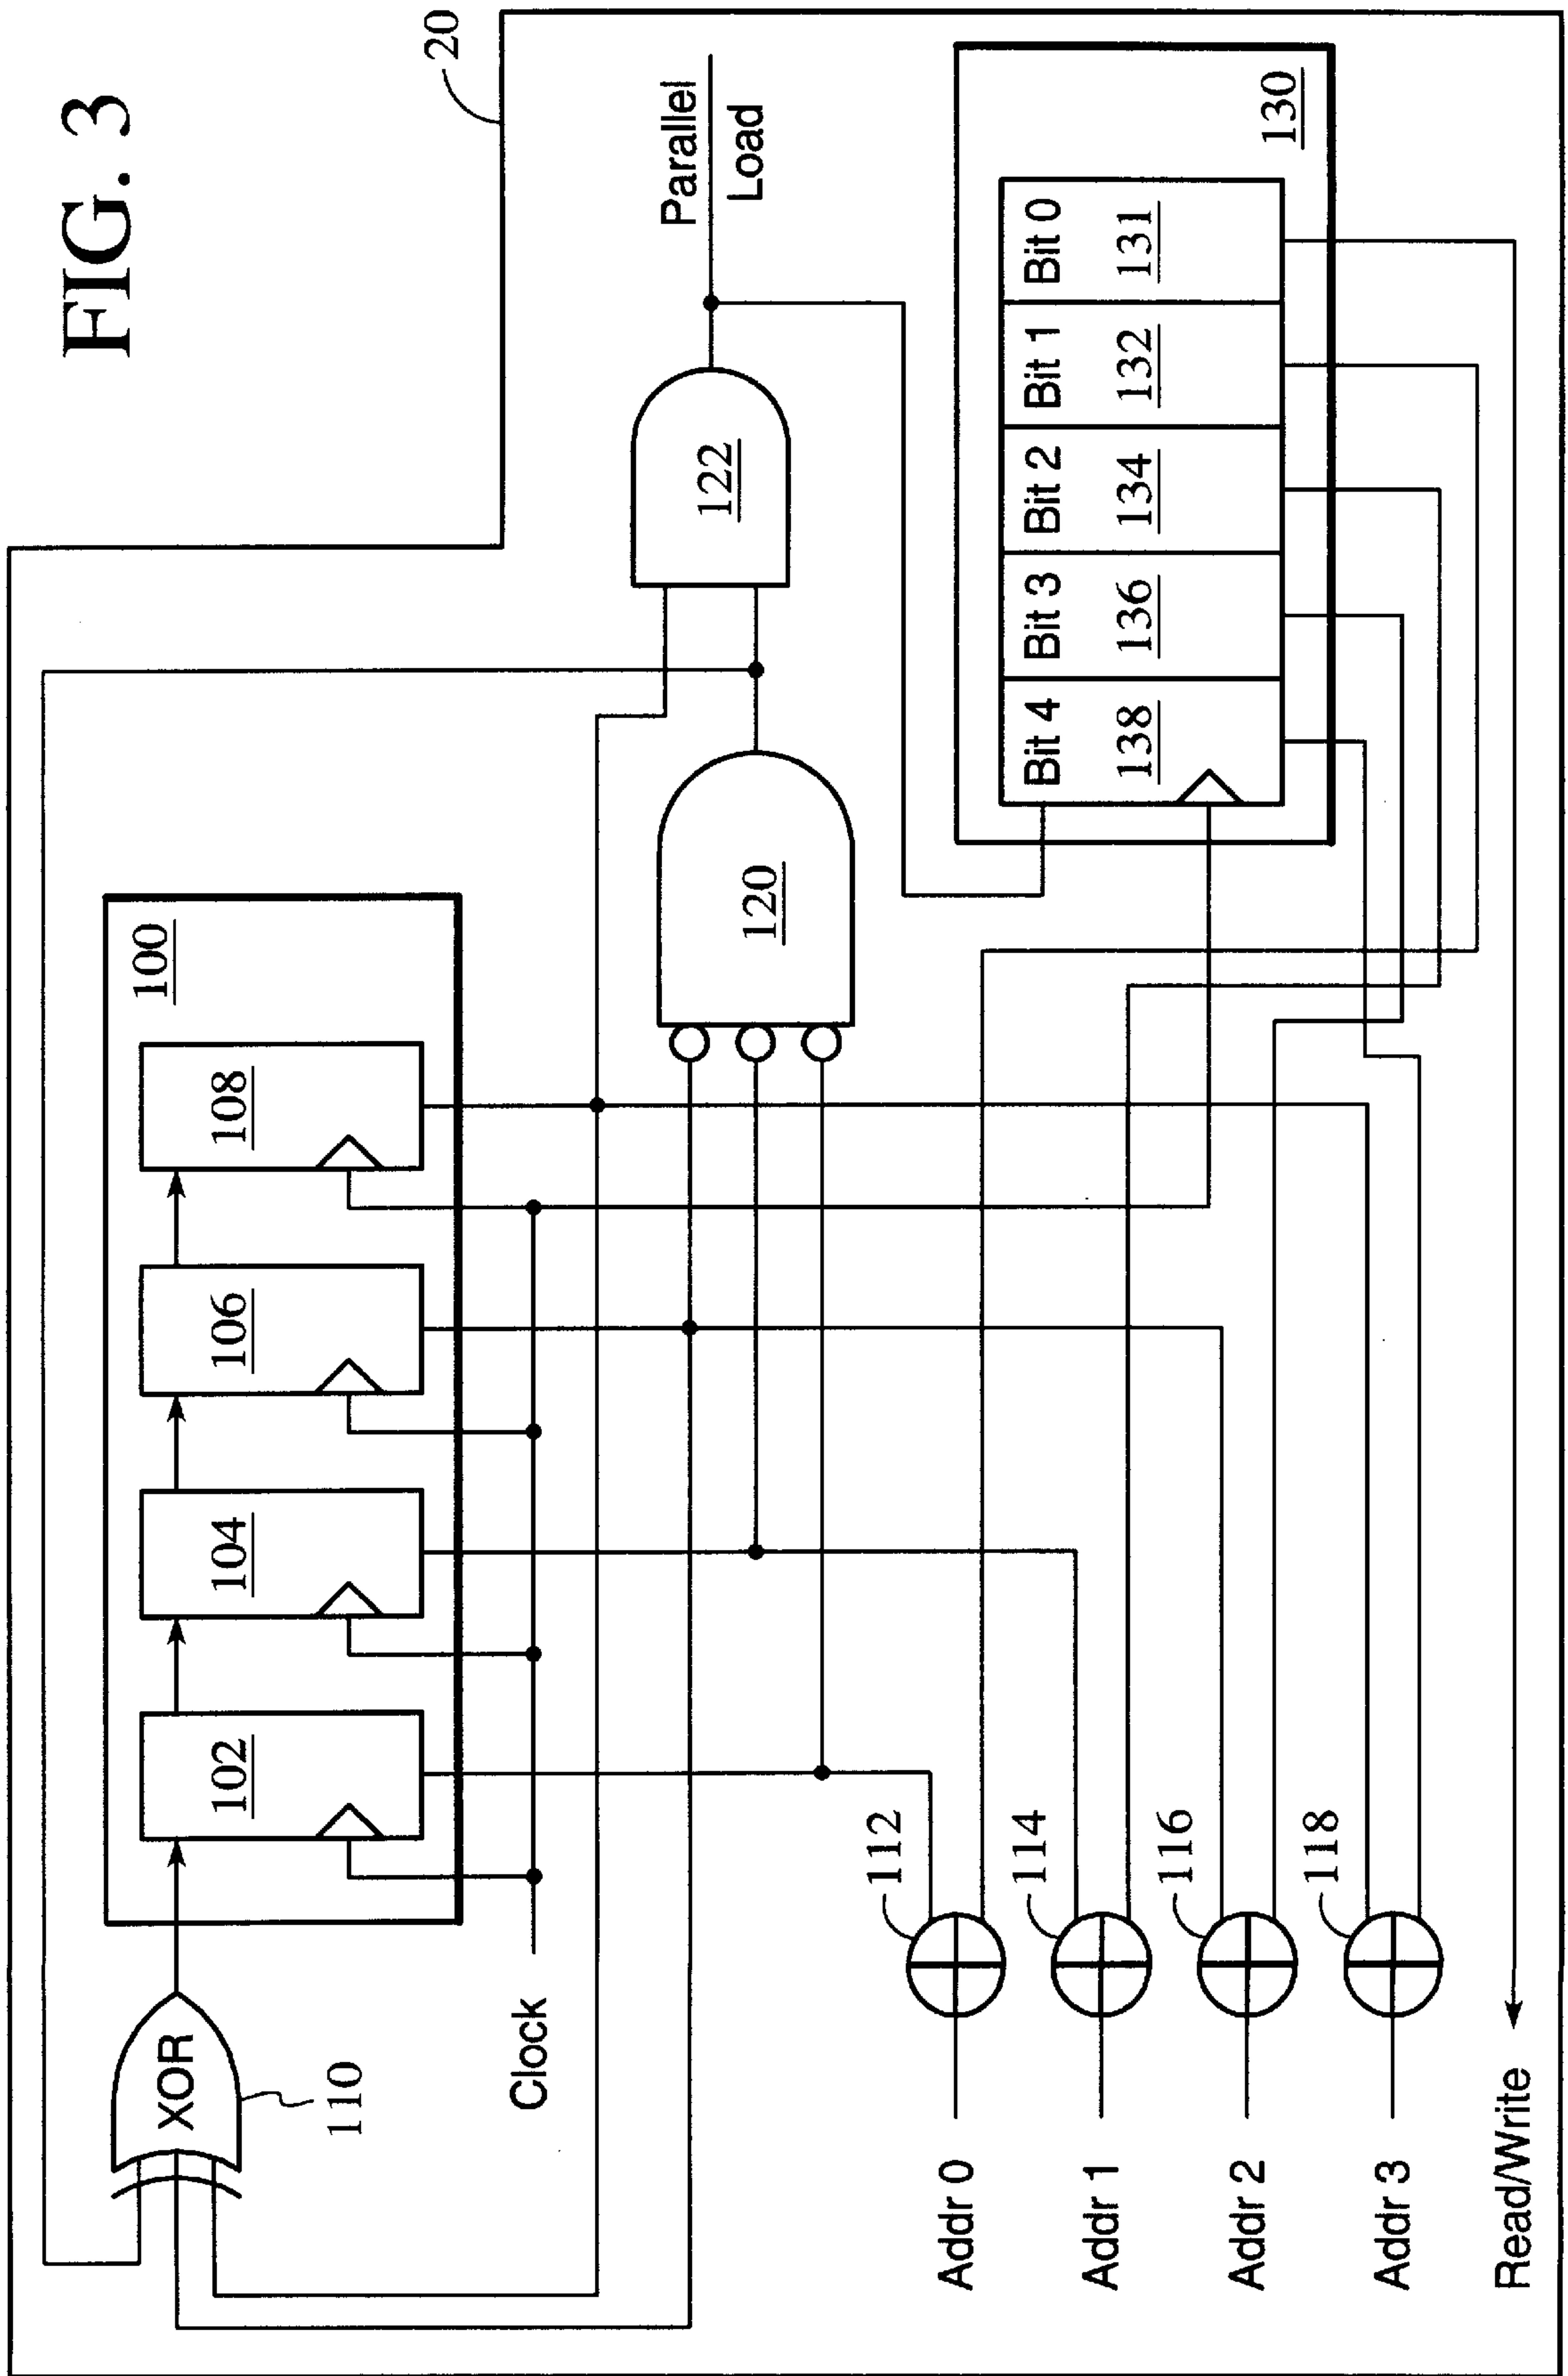 FIG. 3
20
100
102
104
106
108
XOR
110
Clock
120
122
Parallel
Load
112
114
116
118
Addr 0
Addr 1
Addr 2
Addr 3
Read/Write
Bit 4
138
Bit 3
136
Bit 2
134
Bit 1
132
Bit 0
131
130